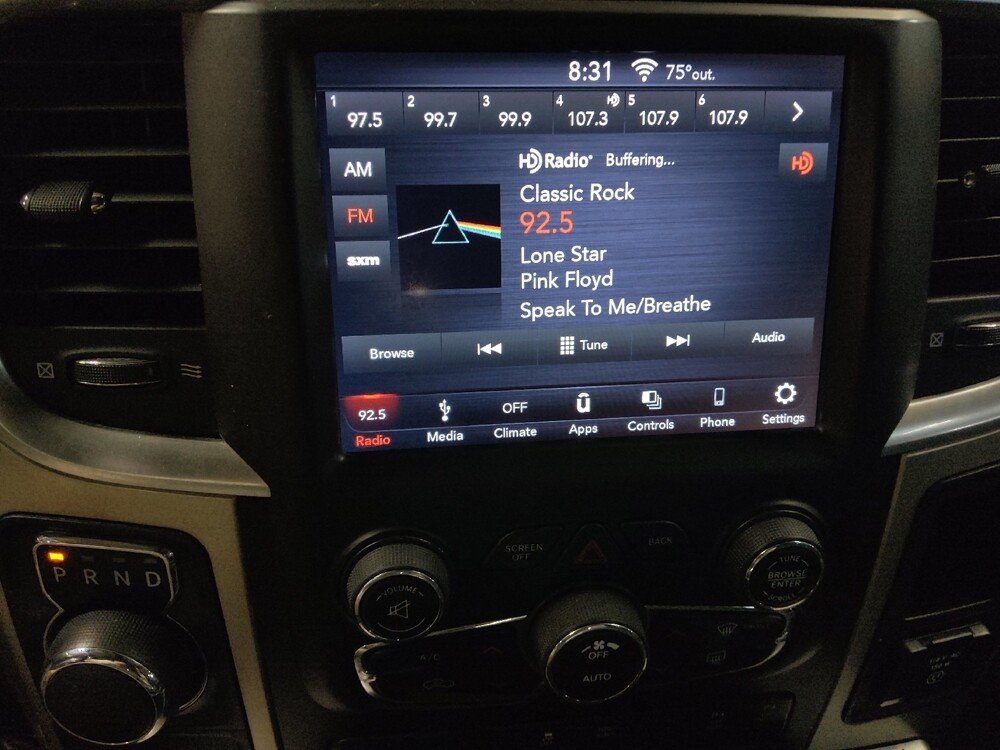 8:31 75°out.
1 2 3 4 HD 5 6
97.5 99.7 99.9 107.3 107.9 107.9
AM
FM
sxm
HD Radio® Buffering...
HD
Classic Rock
92.5
Lone Star
Pink Floyd
Speak To Me/Breathe
Browse Tune Audio
92.5 OFF
Radio Media Climate Apps Controls Phone Settings
SCREEN OFF
BACK
VOLUME
TUNE
BROWSE
ENTER
SCROLL
P R N D
A/C
OFF
AUTO